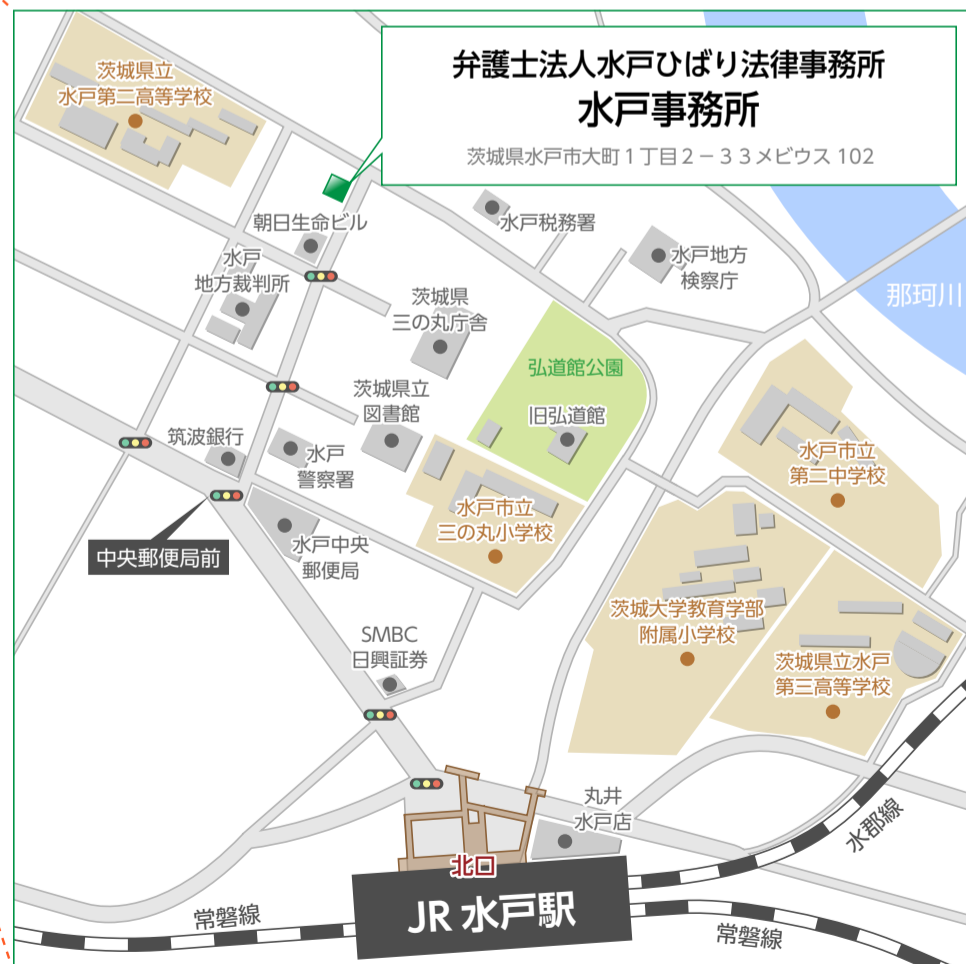 弁護士法人水戸ひばり法律事務所
水戸事務所
茨城県水戸市大町1丁目2－33メビウス102
茨城県立
水戸第二高等学校
朝日生命ビル
水戸
地方裁判所
水戸税務署
水戸地方
検察庁
那珂川
茨城県
三の丸庁舎
弘道館公園
旧弘道館
茨城県立
図書館
筑波銀行
水戸
警察署
水戸市立
三の丸小学校
水戸市立
第二中学校
中央郵便局前
水戸中央
郵便局
茨城大学教育学部
附属小学校
SMBC
日興証券
茨城県立水戸
第三高等学校
丸井
水戸店
水郡線
北口
JR 水戸駅
常磐線
常磐線